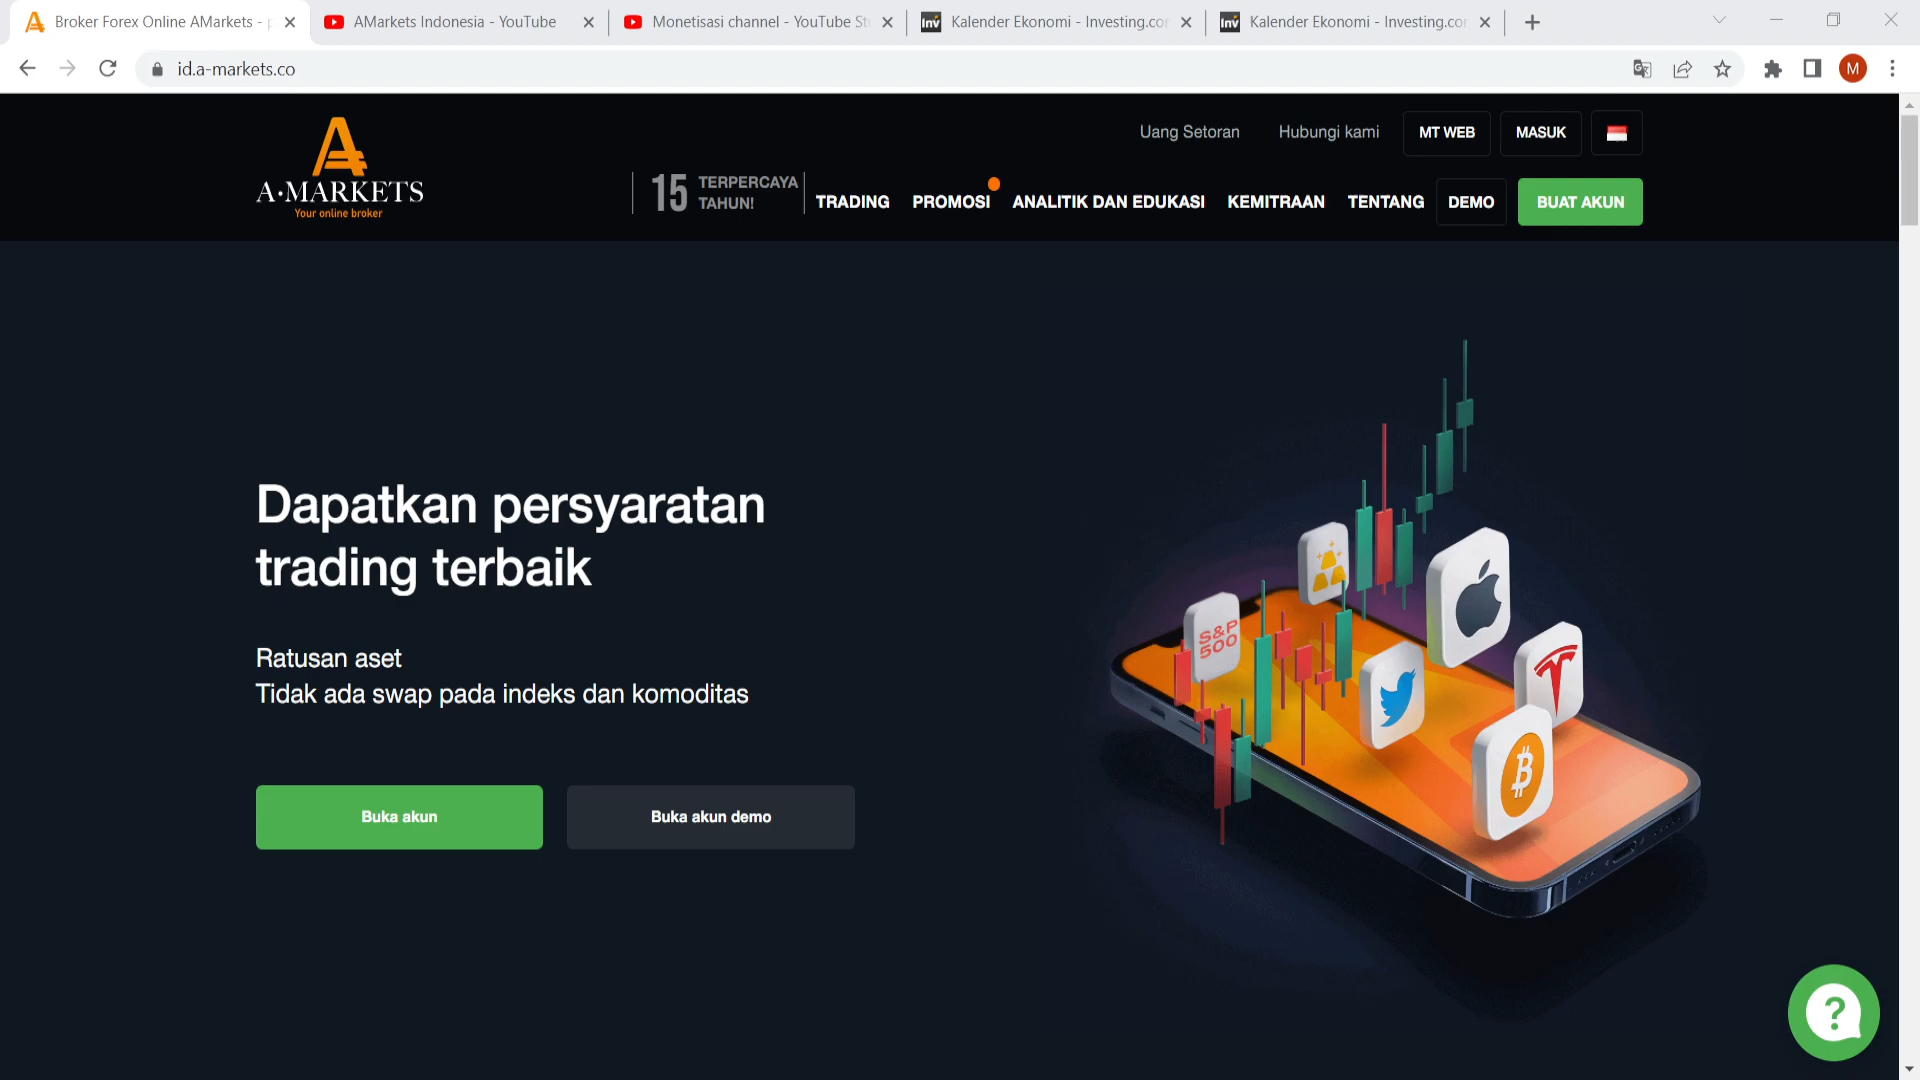 Broker Forex Online AMarkets -
AMarkets Indonesia - YouTube
Monetisasi channel - YouTube St
Kalender Ekonomi - Investing.com
Kalender Ekonomi - Investing.com
id.a-markets.co
M
A
A·MARKETS
Your online broker
Uang Setoran
Hubungi kami
MT WEB
MASUK
15
TERPERCAYA
TAHUN!
TRADING
PROMOSI
ANALITIK DAN EDUKASI
KEMITRAAN
TENTANG
DEMO
BUAT AKUN
Dapatkan persyaratan
trading terbaik
Ratusan aset
Tidak ada swap pada indeks dan komoditas
Buka akun
Buka akun demo
S&P
500
?